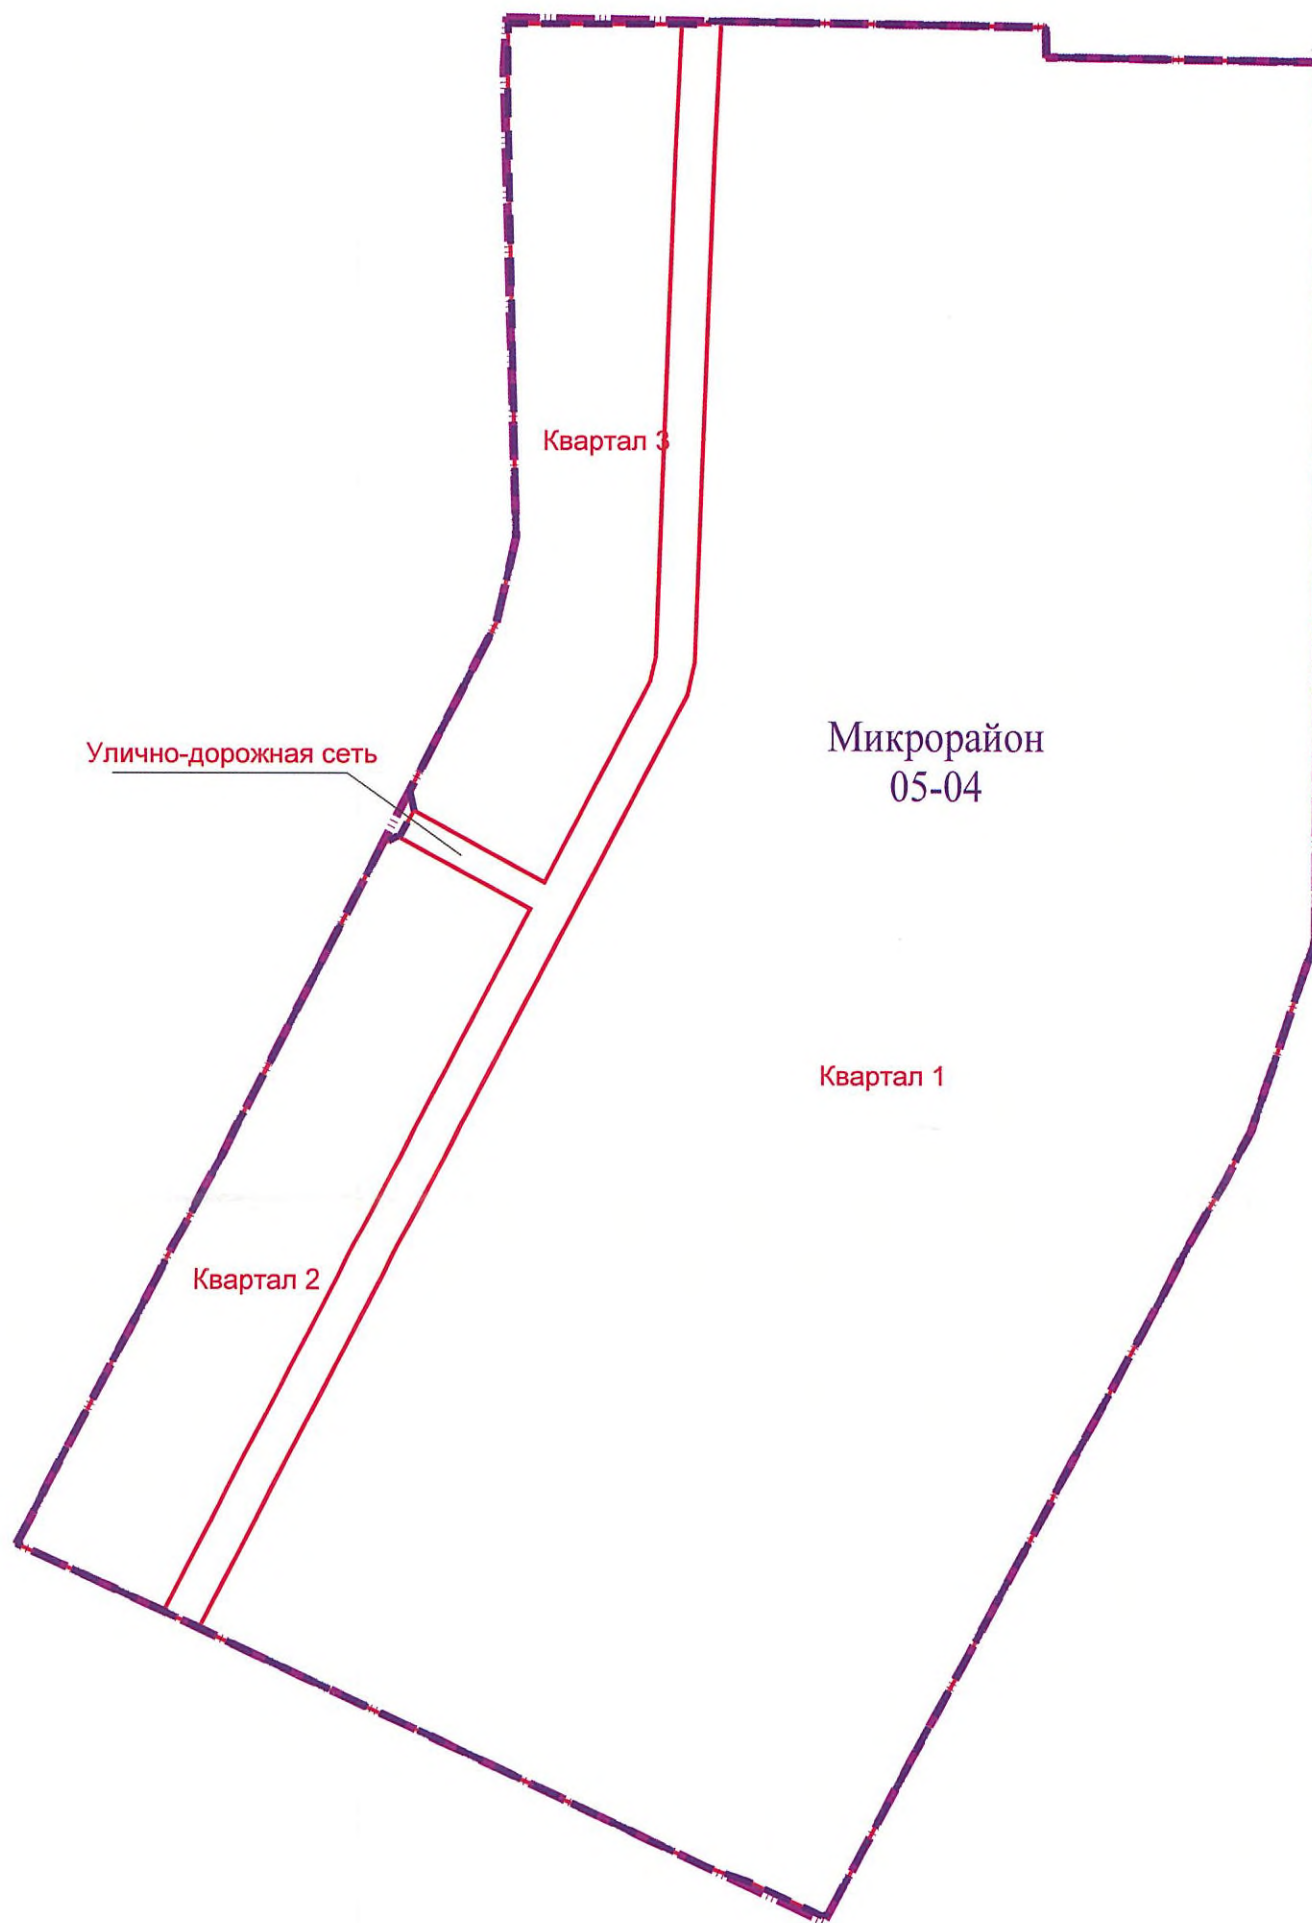 Квартал 3
Микрорайон
05-04
Улично-дорожная сеть
Квартал 1
Квартал 2